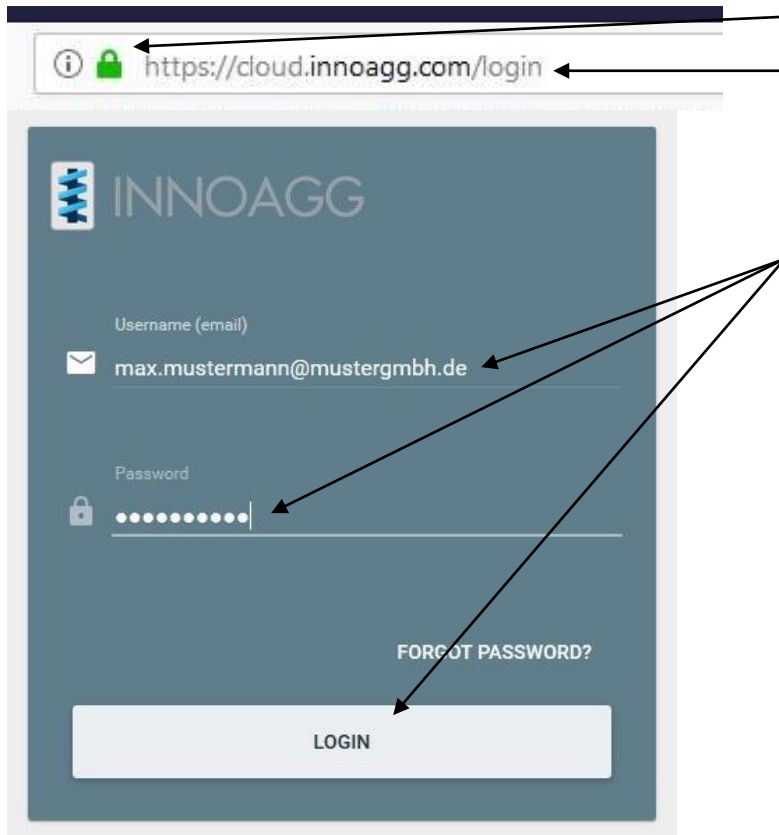 https://cloud.innoagg.com/login
INNOAGG
Username (email)
max.mustermann@mustergmbh.de
Password
••••••••••
FORGOT PASSWORD?
LOGIN